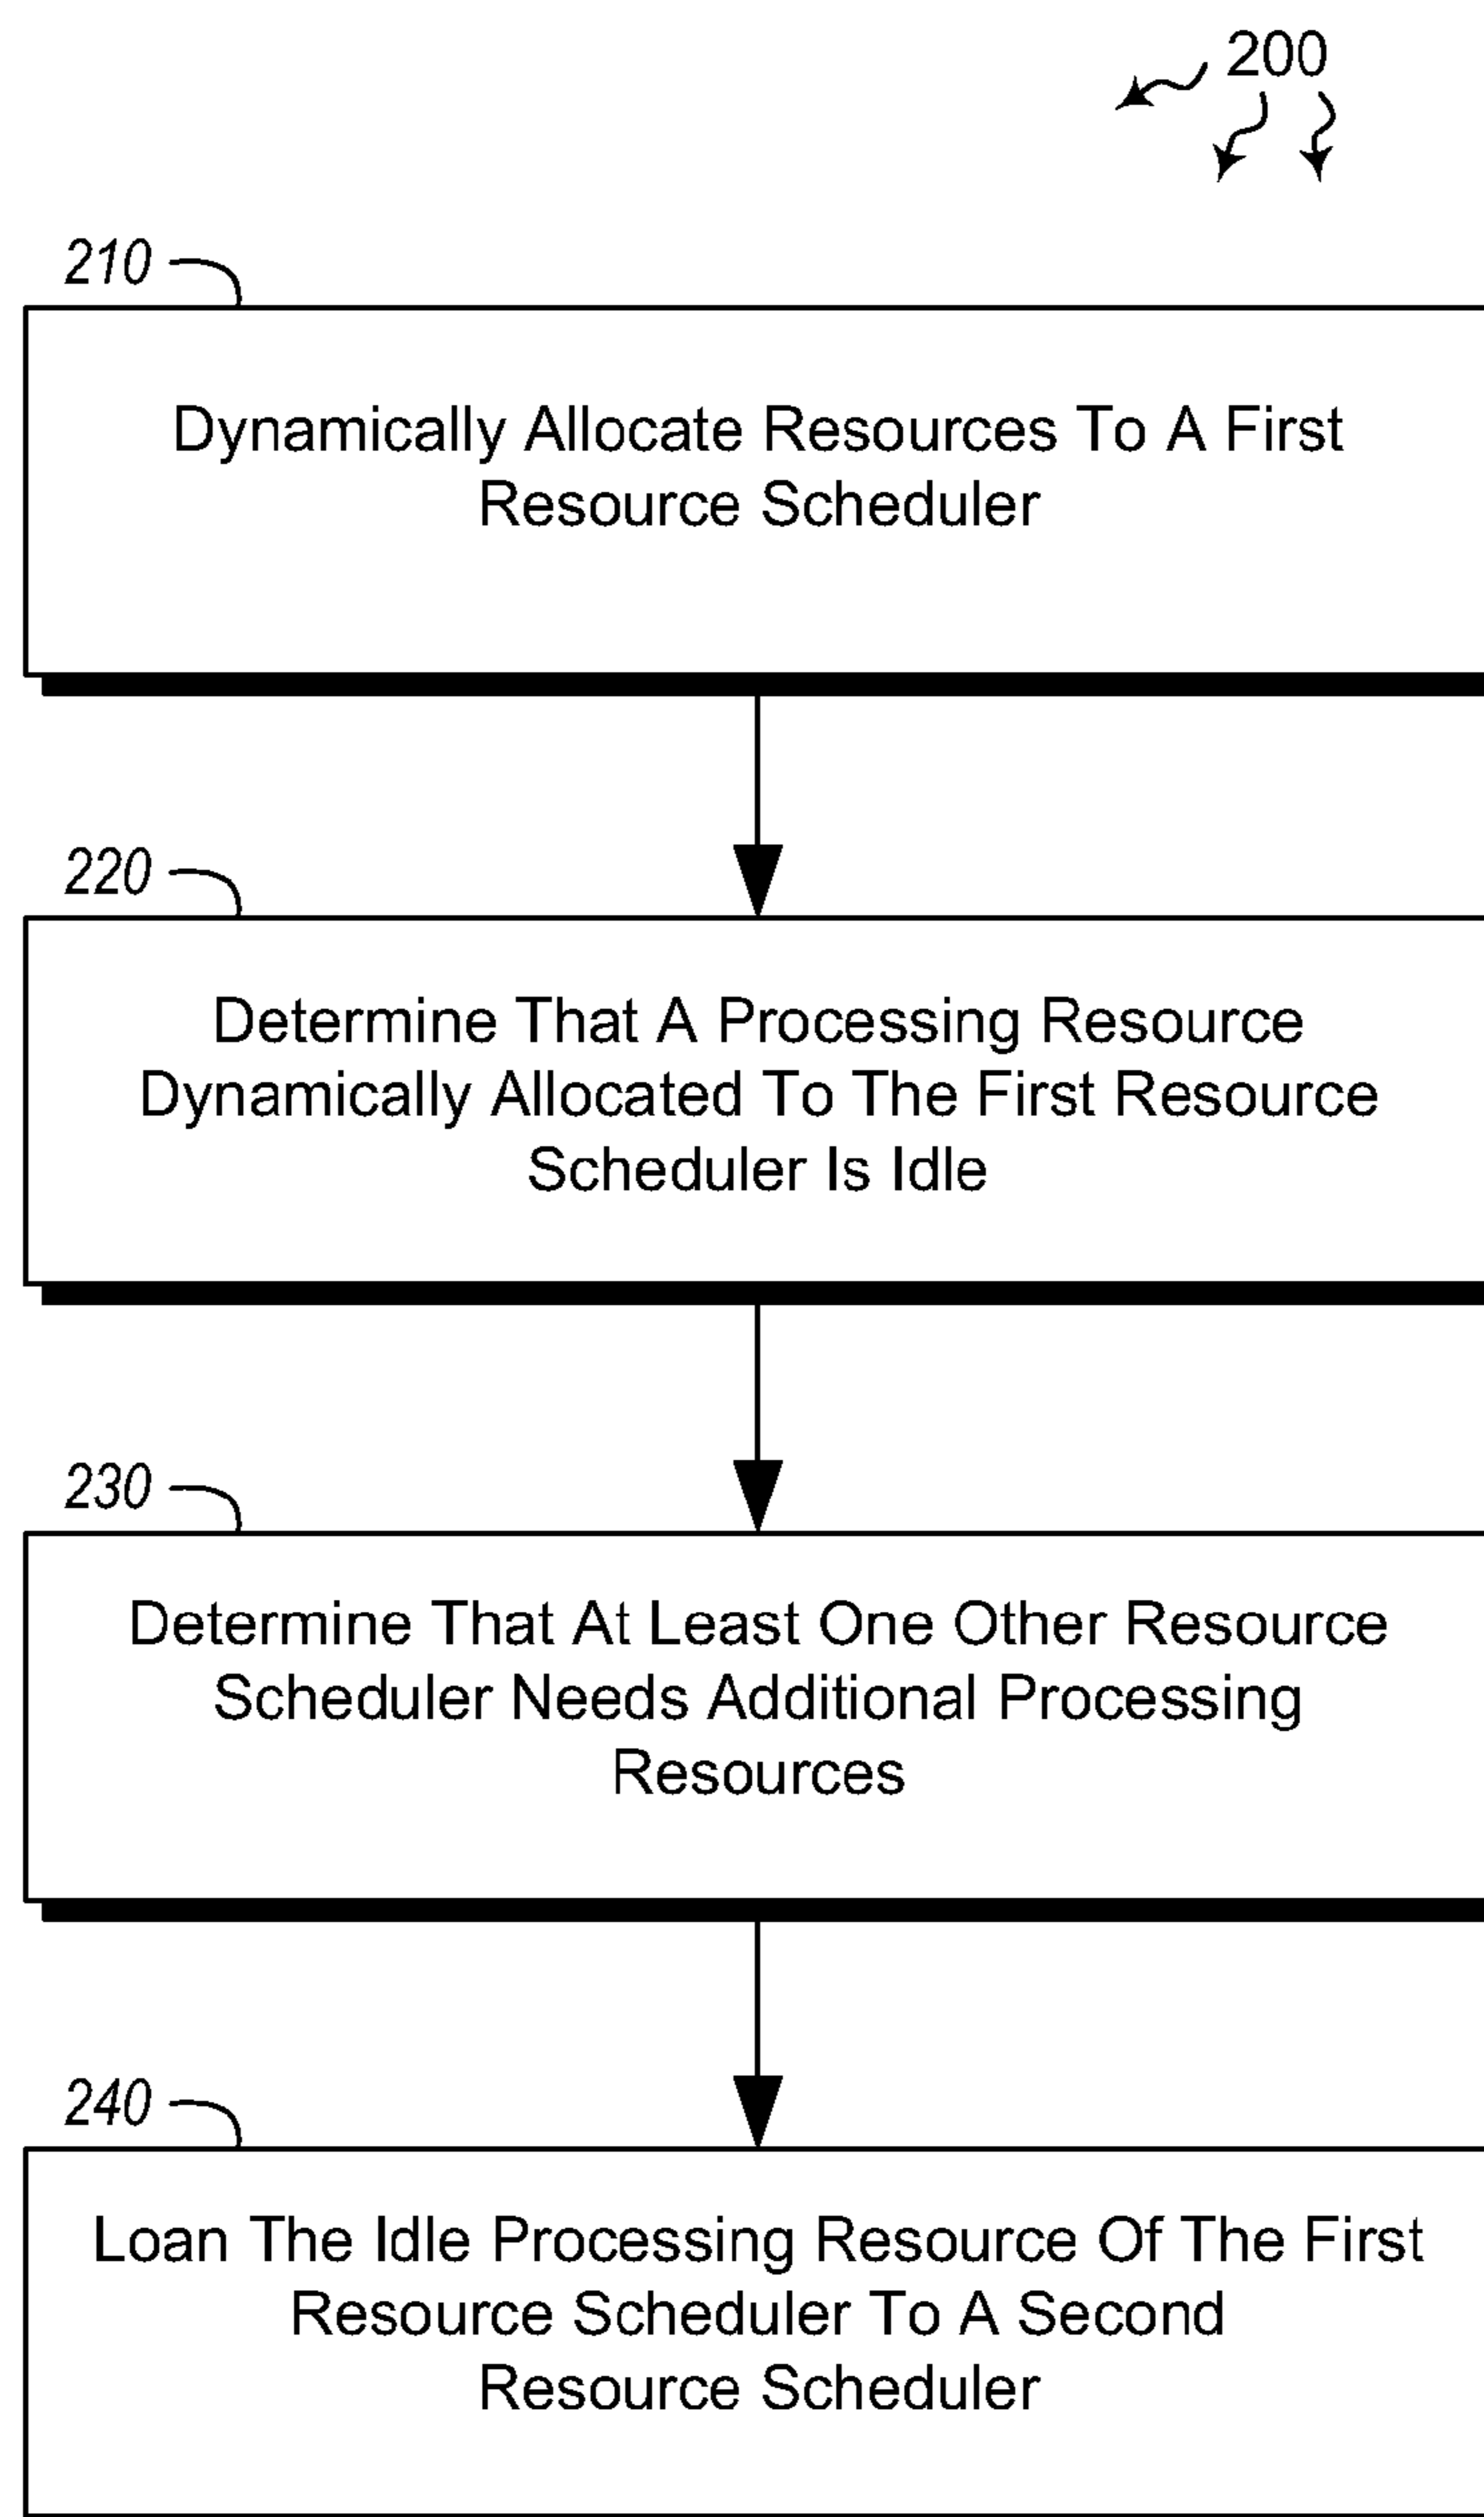 200
210
Dynamically Allocate Resources To A First
Resource Scheduler
220
Determine That A Processing Resource
Dynamically Allocated To The First Resource
Scheduler Is Idle
230
Determine That At Least One Other Resource
Scheduler Needs Additional Processing
Resources
240
Loan The Idle Processing Resource Of The First
Resource Scheduler To A Second
Resource Scheduler